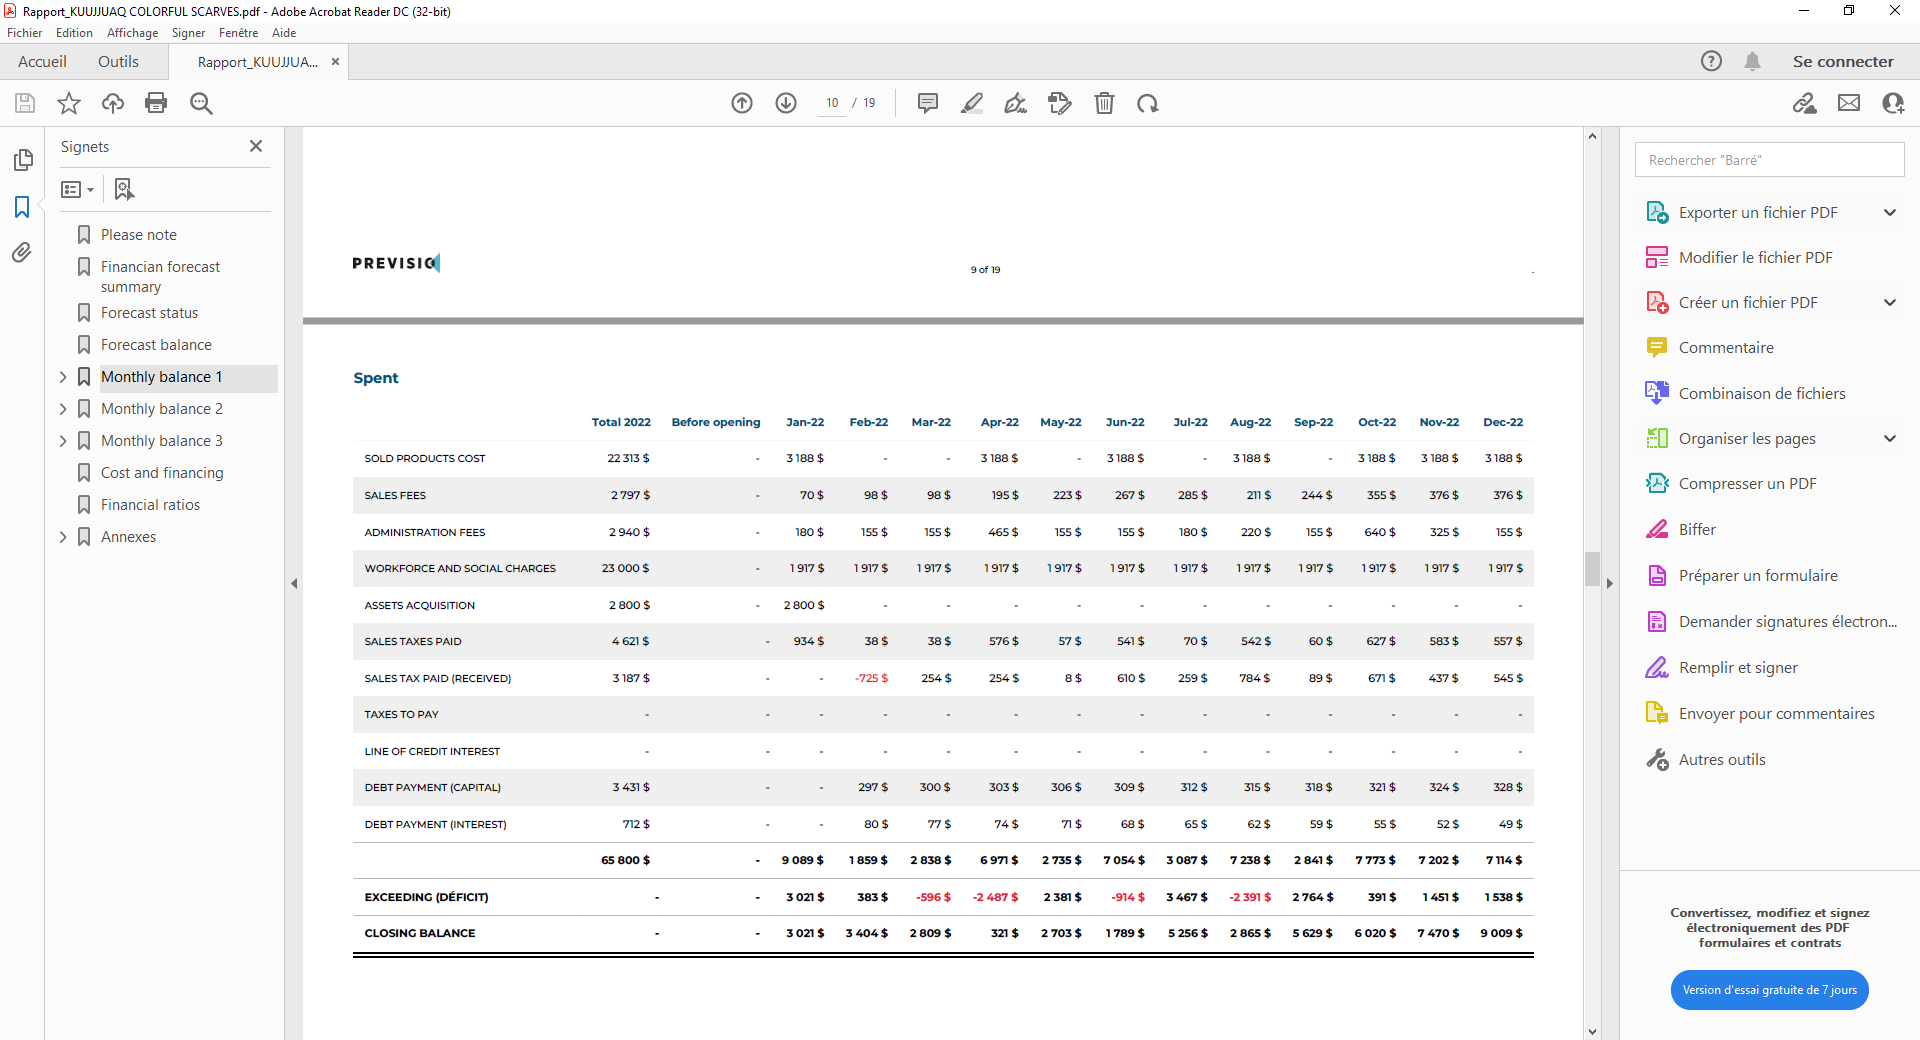 Rapport_KUUJJUAQ COLORFUL SCARVES.pdf - Adobe Acrobat Reader DC (32-bit)
Fichier Edition Affichage Signer Fenêtre Aide
Accueil Outils Rapport_KUUJJUA... × Se connecter
10 / 19
Signets
Please note
Financian forecast
summary
Forecast status
Forecast balance
Monthly balance 1
Monthly balance 2
Monthly balance 3
Cost and financing
Financial ratios
Annexes
PREVISIO
9 of 19
.
Spent
Total 2022 Before opening Jan-22 Feb-22 Mar-22 Apr-22 May-22 Jun-22 Jul-22 Aug-22 Sep-22 Oct-22 Nov-22 Dec-22
SOLD PRODUCTS COST 22 313 $ - 3 188 $ - - 3 188 $ - 3 188 $ - 3 188 $ - 3 188 $ 3 188 $ 3 188 $
SALES FEES 2 797 $ - 70 $ 98 $ 98 $ 195 $ 223 $ 267 $ 285 $ 211 $ 244 $ 355 $ 376 $ 376 $
ADMINISTRATION FEES 2 940 $ - 180 $ 155 $ 155 $ 465 $ 155 $ 155 $ 180 $ 220 $ 155 $ 640 $ 325 $ 155 $
WORKFORCE AND SOCIAL CHARGES 23 000 $ - 1 917 $ 1 917 $ 1 917 $ 1 917 $ 1 917 $ 1 917 $ 1 917 $ 1 917 $ 1 917 $ 1 917 $ 1 917 $ 1 917 $
ASSETS ACQUISITION 2 800 $ - 2 800 $ - - - - - - - - - - -
SALES TAXES PAID 4 621 $ - 934 $ 38 $ 38 $ 576 $ 57 $ 541 $ 70 $ 542 $ 60 $ 627 $ 583 $ 557 $
SALES TAX PAID (RECEIVED) 3 187 $ - - -725 $ 254 $ 254 $ 8 $ 610 $ 259 $ 784 $ 89 $ 671 $ 437 $ 545 $
TAXES TO PAY - - - - - - - - - - - - - -
LINE OF CREDIT INTEREST - - - - - - - - - - - - - -
DEBT PAYMENT (CAPITAL) 3 431 $ - - 297 $ 300 $ 303 $ 306 $ 309 $ 312 $ 315 $ 318 $ 321 $ 324 $ 328 $
DEBT PAYMENT (INTEREST) 712 $ - - 80 $ 77 $ 74 $ 71 $ 68 $ 65 $ 62 $ 59 $ 55 $ 52 $ 49 $
65 800 $ - 9 089 $ 1 859 $ 2 838 $ 6 971 $ 2 735 $ 7 054 $ 3 087 $ 7 238 $ 2 841 $ 7 773 $ 7 202 $ 7 114 $
EXCEEDING (DÉFICIT) - - 3 021 $ 383 $ -596 $ -2 487 $ 2 381 $ -914 $ 3 467 $ -2 391 $ 2 764 $ 391 $ 1 451 $ 1 538 $
CLOSING BALANCE - - 3 021 $ 3 404 $ 2 809 $ 321 $ 2 703 $ 1 789 $ 5 256 $ 2 865 $ 5 629 $ 6 020 $ 7 470 $ 9 009 $
Rechercher "Barré"
Exporter un fichier PDF
Modifier le fichier PDF
Créer un fichier PDF
Commentaire
Combinaison de fichiers
Organiser les pages
Compresser un PDF
Biffer
Préparer un formulaire
Demander signatures électron...
Remplir et signer
Envoyer pour commentaires
Autres outils
Convertissez, modifiez et signez
électroniquement des PDF
formulaires et contrats
Version d'essai gratuite de 7 jours